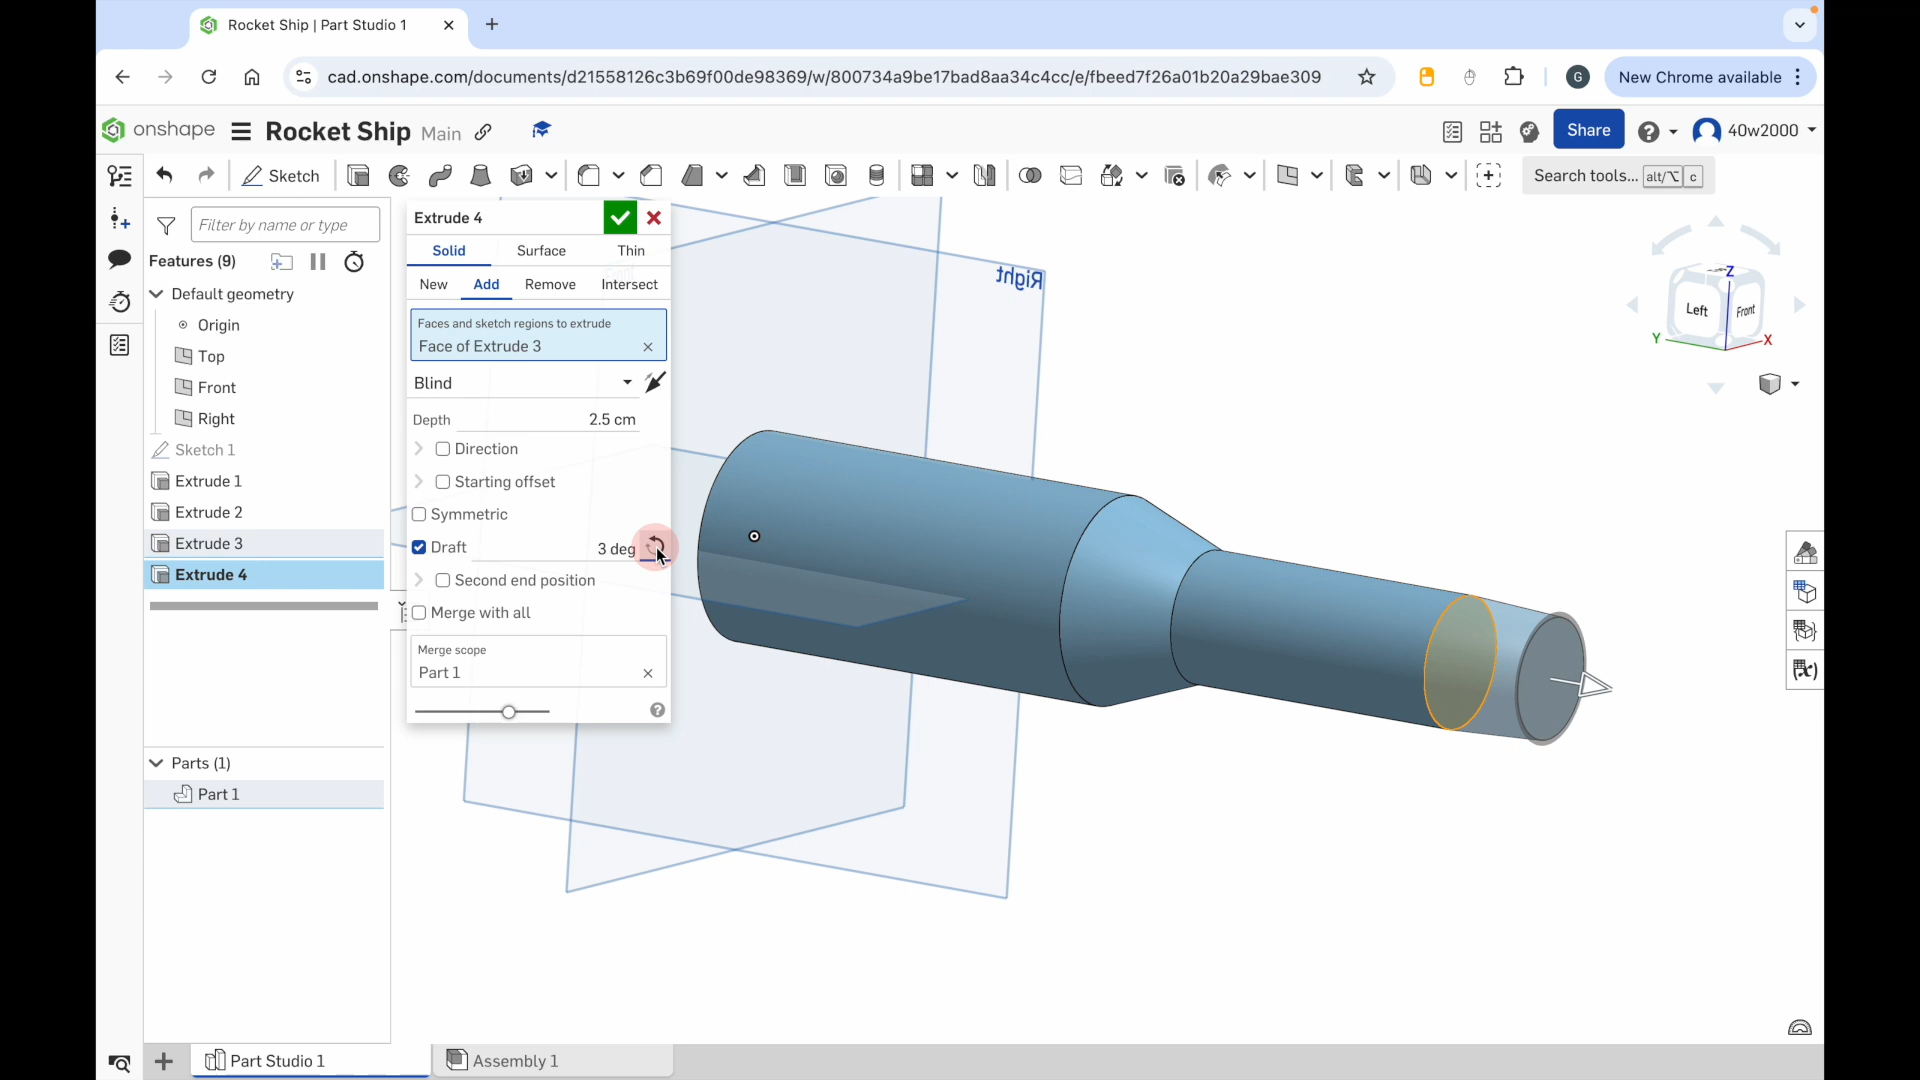 Rocket Ship | Part Studio 1
cad.onshape.com/documents/d21558126c3b69f00de98369/w/800734a9be17bad8aa34c4cc/e/fbeed7f26a01b20a29bae309
G
New Chrome available
onshape
Rocket Ship Main
Share
40w2000
Sketch
Search tools... alt/⌥ c
Filter by name or type
Features (9)
Default geometry
Origin
Top
Front
Right
Sketch 1
Extrude 1
Extrude 2
Extrude 3
Extrude 4
Parts (1)
Part 1
Extrude 4
Solid Surface Thin
New Add Remove Intersect
Faces and sketch regions to extrude
Face of Extrude 3
Blind
Depth 2.5 cm
Direction
Starting offset
Symmetric
Draft 3 deg
Second end position
Merge with all
Merge scope
Part 1
Right
Z
Left Front
Y X
Part Studio 1
Assembly 1